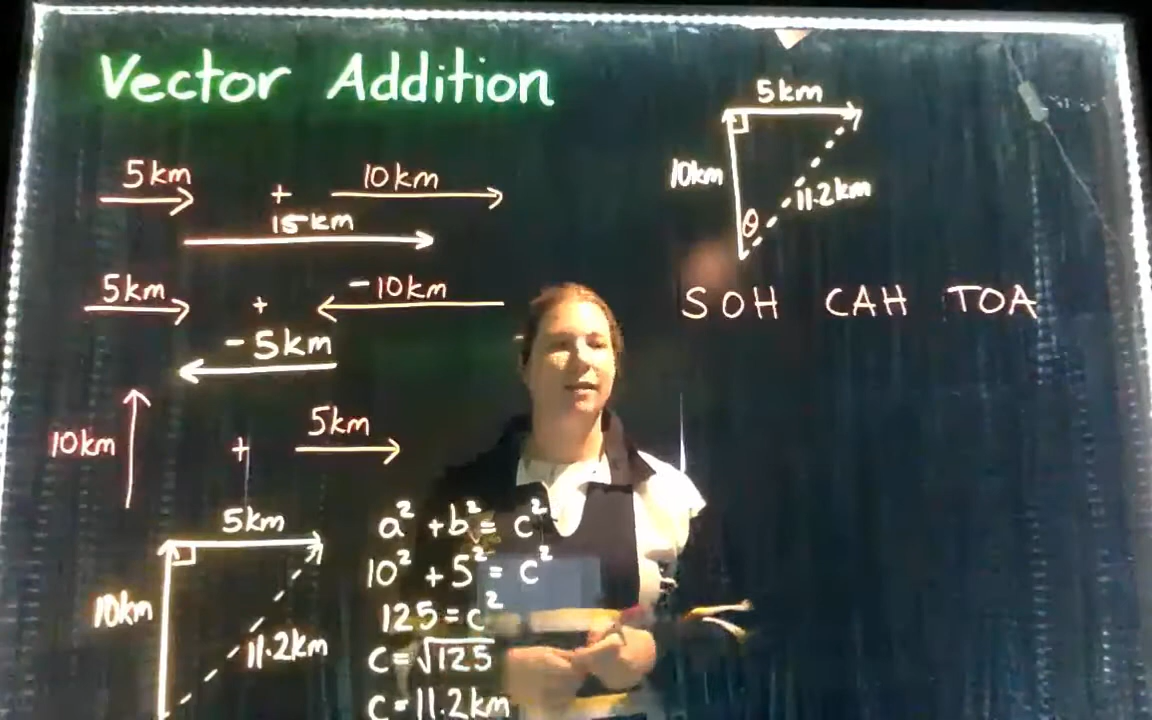 Vector Addition
5km + 10km
15km
5km + -10km
-5km
10km + 5km
5km
10km
11.2km
a² + b² = c²
10² + 5² = c²
125 = c²
c = √125
c = 11.2km
5km
10km
11.2km
θ
SOH CAH TOA